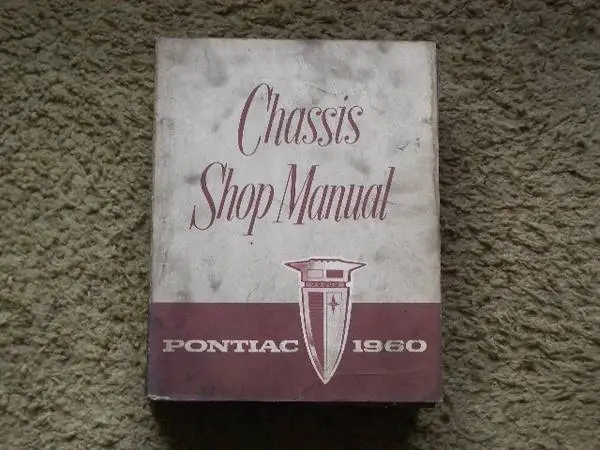 Chassis
Shop Manual
PONTIAC 1960